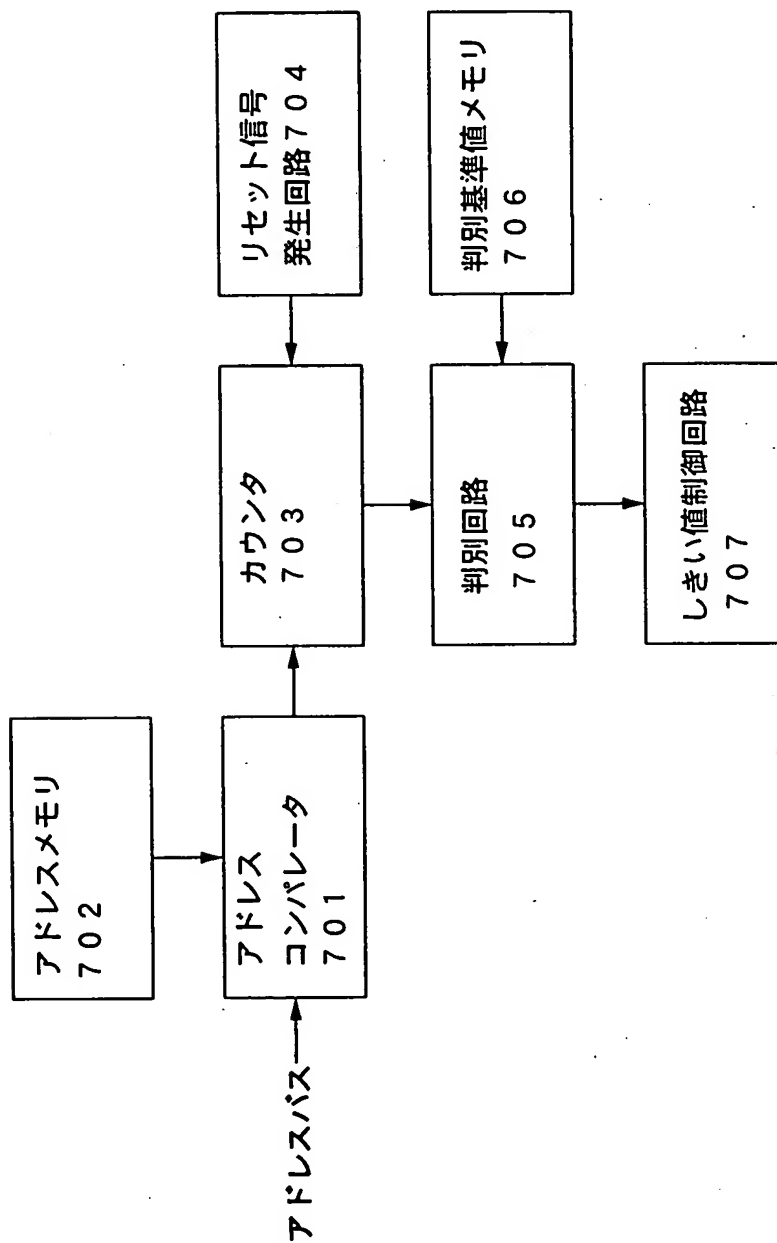 アドレスメモリ
702
アドレスバス
アドレス
コンパレータ
701
カウンタ
703
リセット信号
発生回路704
判別回路
705
判別基準値メモリ
706
しきい値制御回路
707